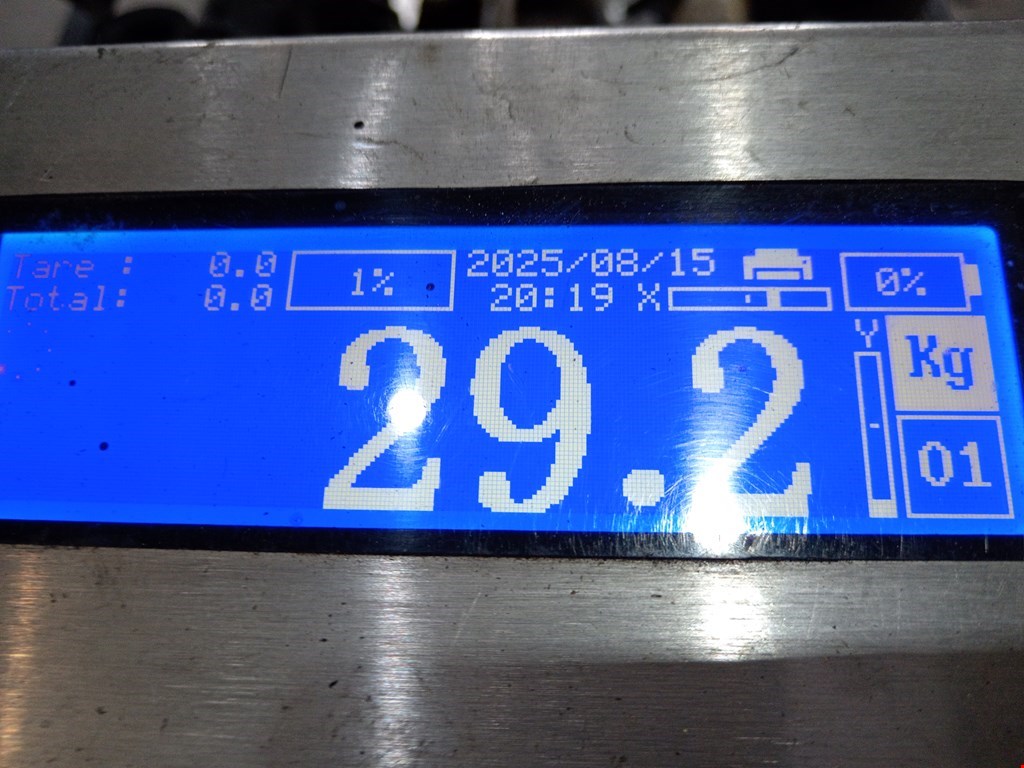 Tare : 0.0
Total: 0.0
1%
2025/08/15
20:19 X
0%
29.2
Y
Kg
01